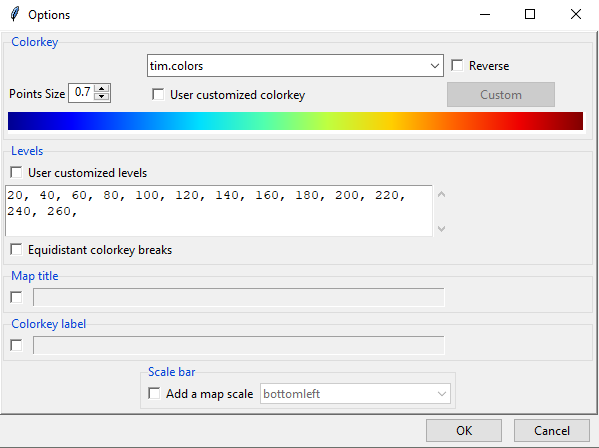 Options
Colorkey
tim.colors
Reverse
Points Size 0.7
User customized colorkey
Custom
Levels
User customized levels
20, 40, 60, 80, 100, 120, 140, 160, 180, 200, 220,
240, 260,
Equidistant colorkey breaks
Map title
Colorkey label
Scale bar
Add a map scale
bottomleft
OK
Cancel